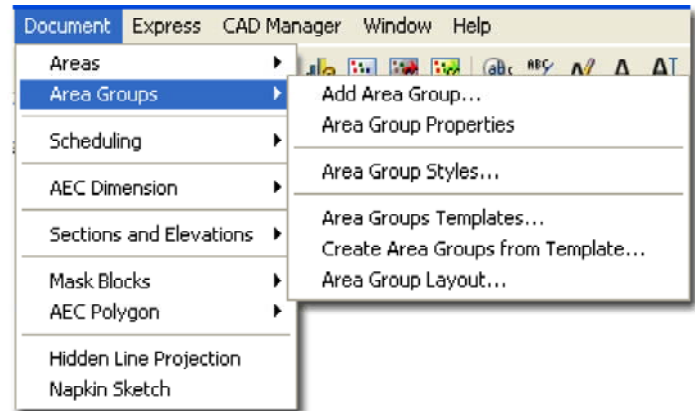 Document Express CAD Manager Window Help
Areas
Area Groups
Scheduling
AEC Dimension
Sections and Elevations
Mask Blocks
AEC Polygon
Hidden Line Projection
Napkin Sketch
Add Area Group...
Area Group Properties
Area Group Styles...
Area Groups Templates...
Create Area Groups from Template...
Area Group Layout...